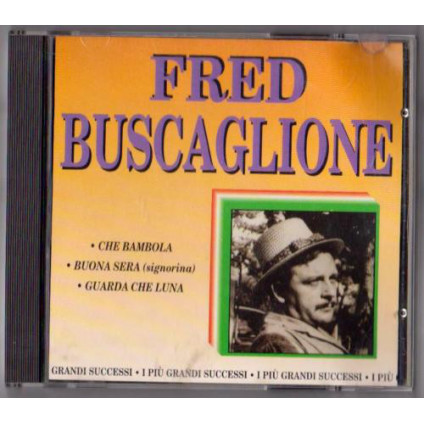 FRED
BUSCAGLIONE
• CHE BAMBOLA
• BUONA SERA (signorina)
• GUARDA CHE LUNA
GRANDI SUCCESSI • I PIÙ GRANDI SUCCESSI • I PIÙ GRANDI SUCCESSI • I PIÙ